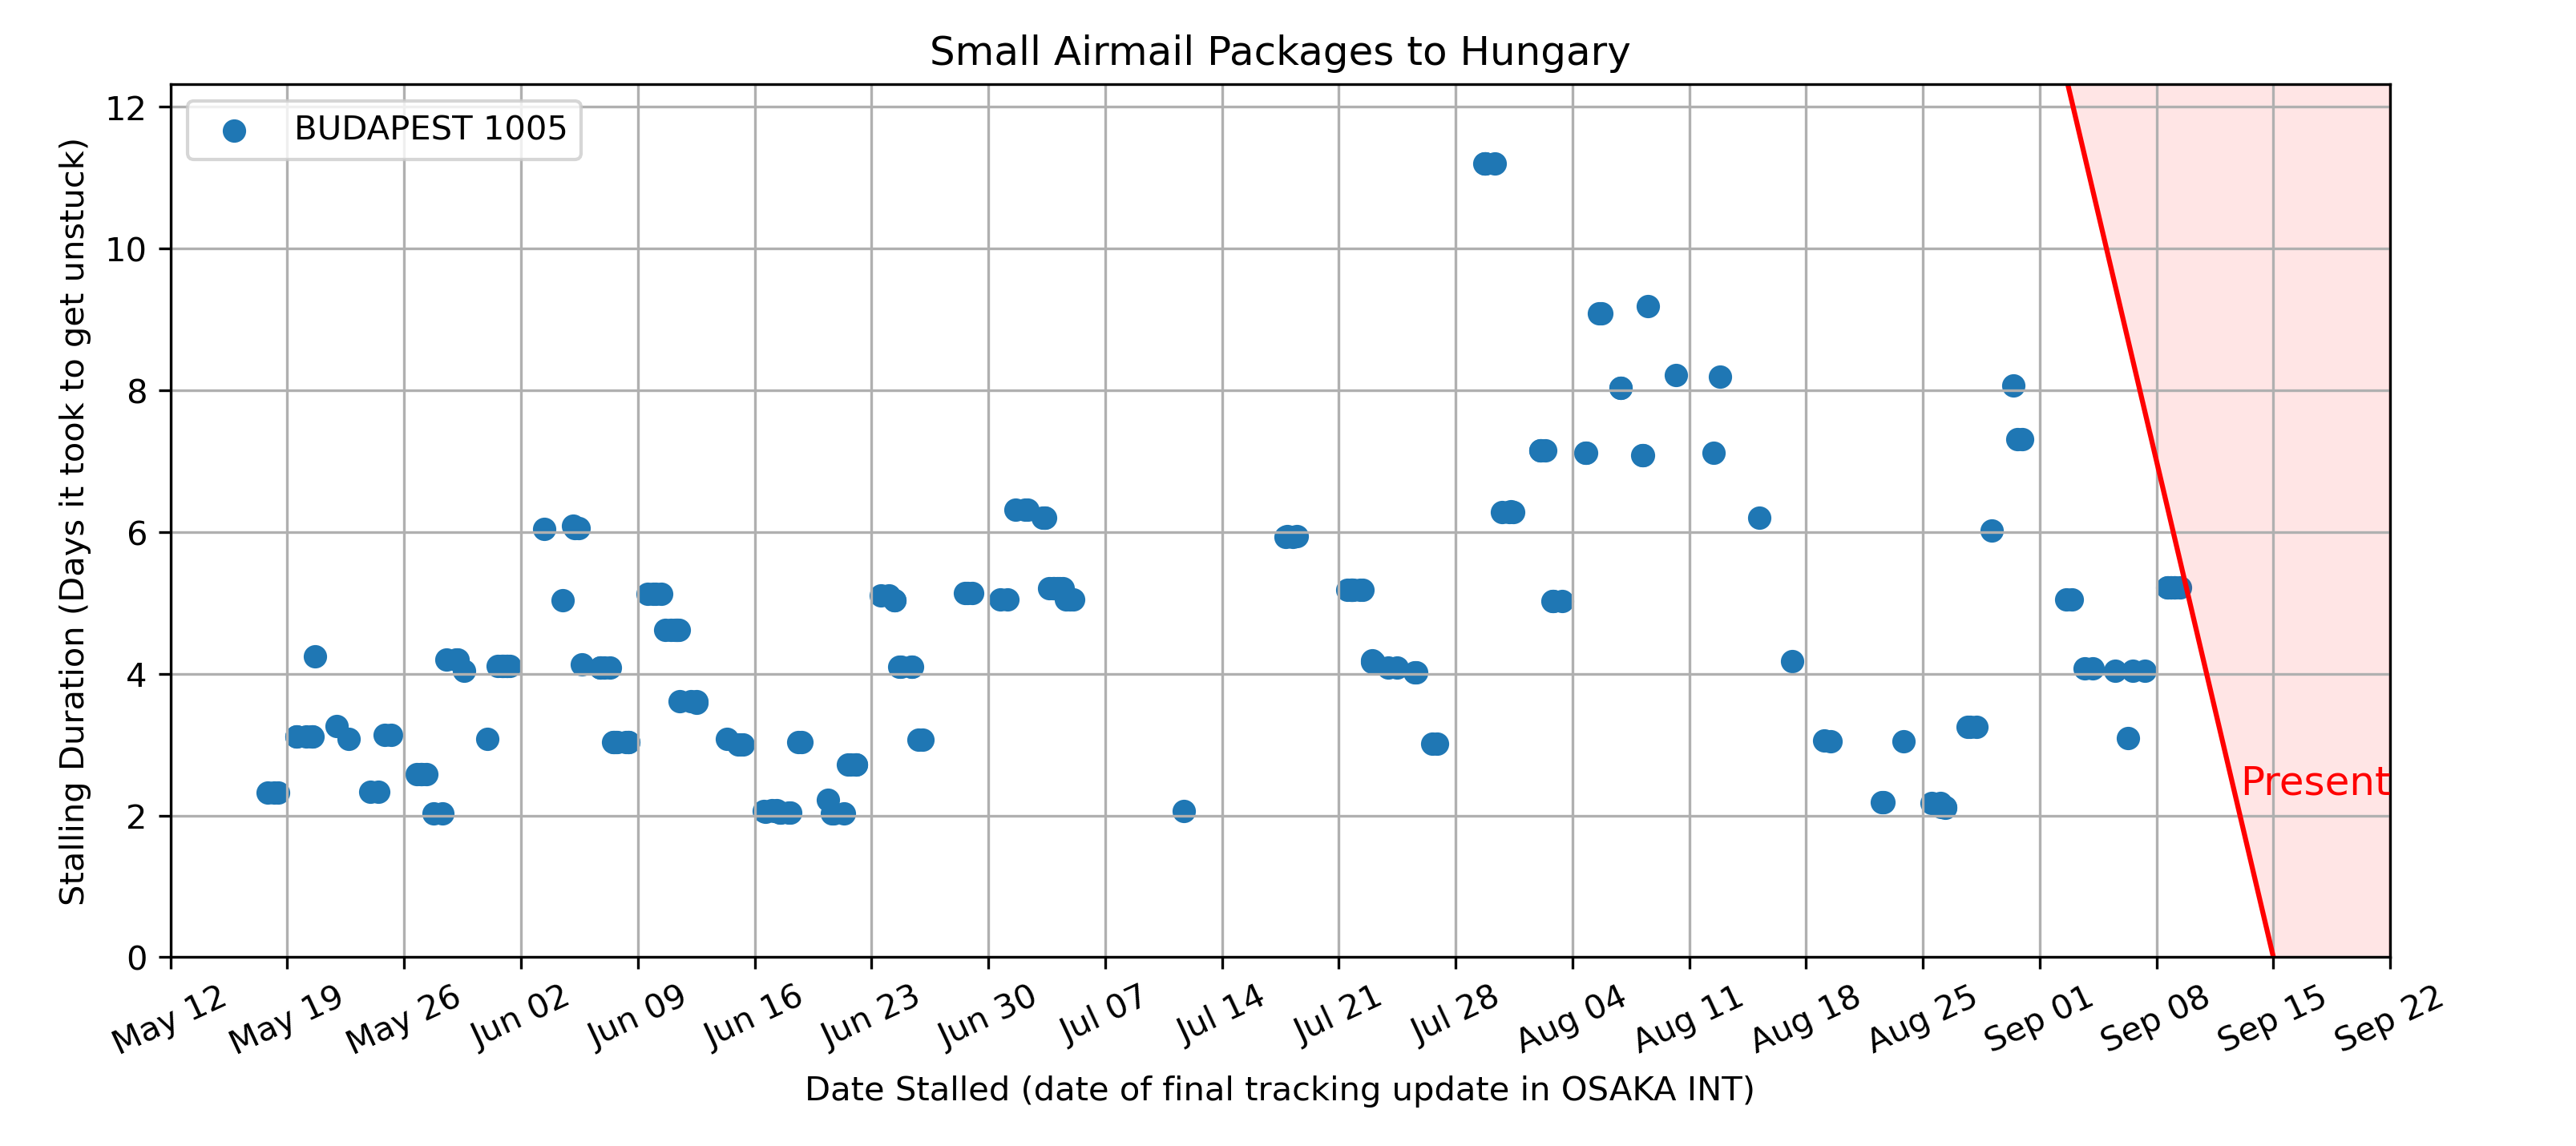 Small Airmail Packages to Hungary
BUDAPEST 1005
Stalling Duration (Days it took to get unstuck)
12
10
8
6
4
2
0
Present
May 12
May 19
May 26
Jun 02
Jun 09
Jun 16
Jun 23
Jun 30
Jul 07
Jul 14
Jul 21
Jul 28
Aug 04
Aug 11
Aug 18
Aug 25
Sep 01
Sep 08
Sep 15
Sep 22
Date Stalled (date of final tracking update in OSAKA INT)